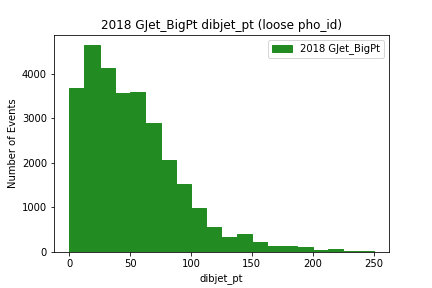 2018 GJet_BigPt dibjet_pt (loose pho_id)
2018 GJet_BigPt
Number of Events
4000
3000
2000
1000
0
0 50 100 150 200 250
dibjet_pt